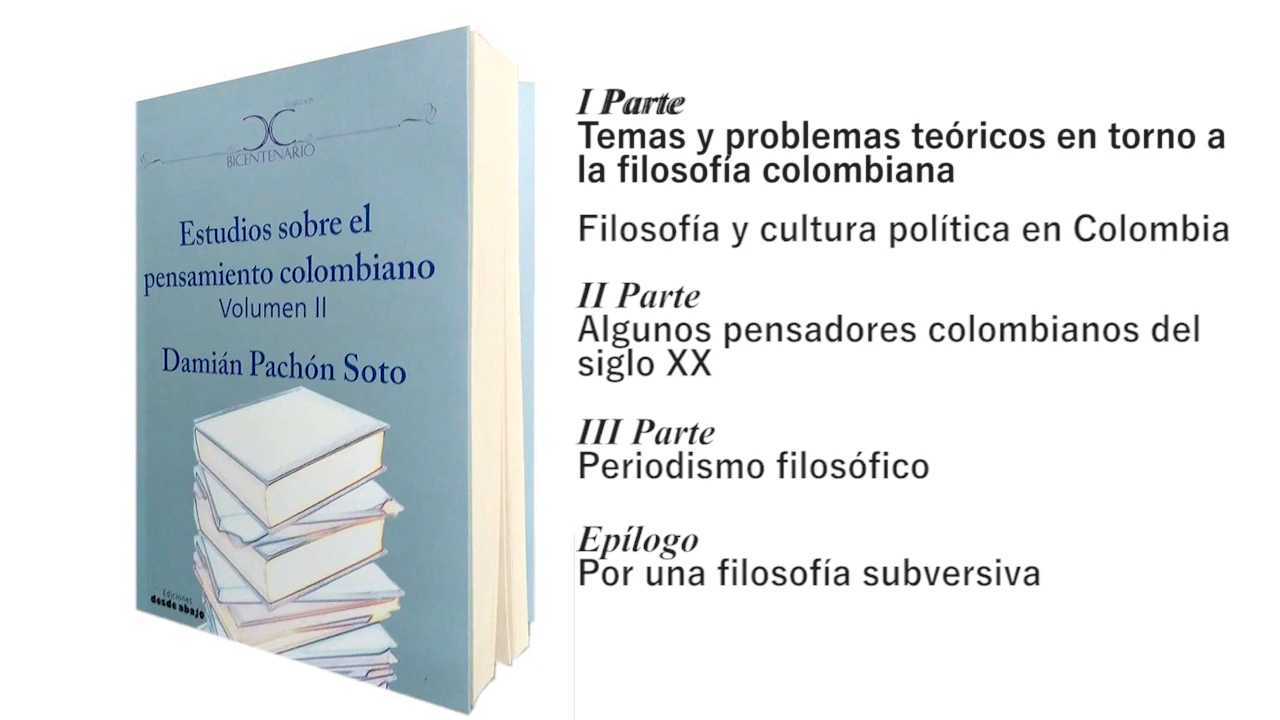 COLECCIÓN
BICENTENARIO
Estudios sobre el
pensamiento colombiano
Volumen II
Damián Pachón Soto
Ediciones
desde abajo
I Parte
Temas y problemas teóricos en torno a
la filosofía colombiana
Filosofía y cultura política en Colombia
II Parte
Algunos pensadores colombianos del
siglo XX
III Parte
Periodismo filosófico
Epílogo
Por una filosofía subversiva